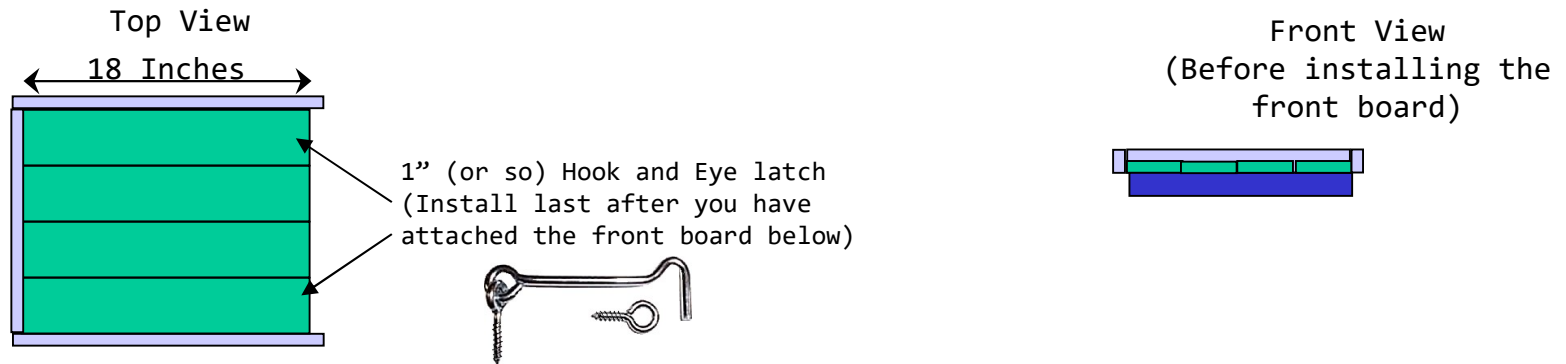 Top View
18 Inches
1” (or so) Hook and Eye latch
(Install last after you have
attached the front board below)
Front View
(Before installing the
front board)